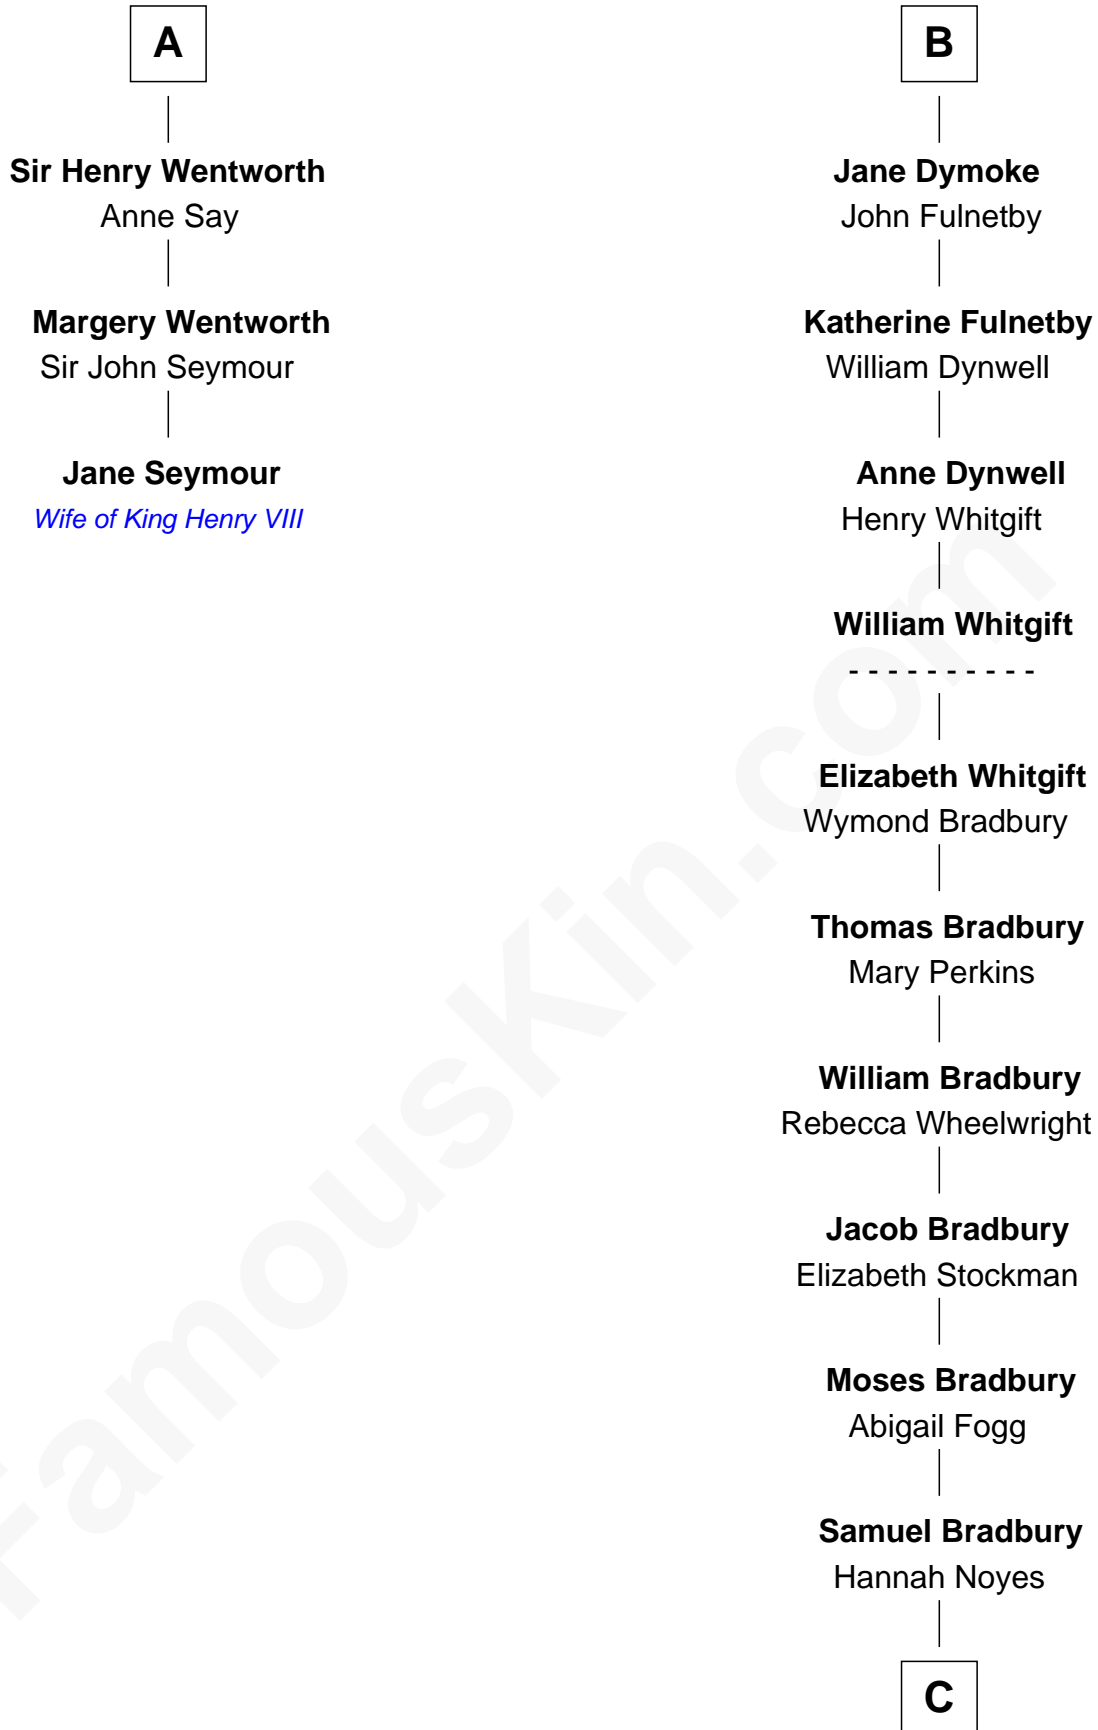 A
Sir Henry Wentworth
Anne Say
Margery Wentworth
Sir John Seymour
Jane Seymour
Wife of King Henry VIII
B
Jane Dymoke
John Fulnetby
Katherine Fulnetby
William Dynwell
Anne Dynwell
Henry Whitgift
William Whitgift
- - - - - - - - - -
Elizabeth Whitgift
Wymond Bradbury
Thomas Bradbury
Mary Perkins
William Bradbury
Rebecca Wheelwright
Jacob Bradbury
Elizabeth Stockman
Moses Bradbury
Abigail Fogg
Samuel Bradbury
Hannah Noyes
C
FamousKin.com